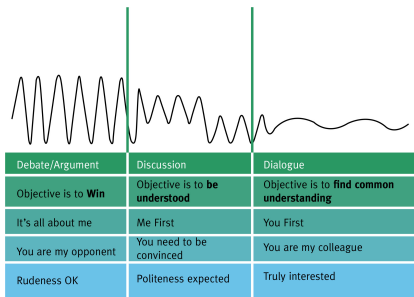 Debate/Argument
Discussion
Dialogue
Objective is to Win
Objective is to be
understood
Objective is to find common
understanding
It's all about me
Me First
You First
You are my opponent
You need to be
convinced
You are my colleague
Rudeness OK
Politeness expected
Truly interested